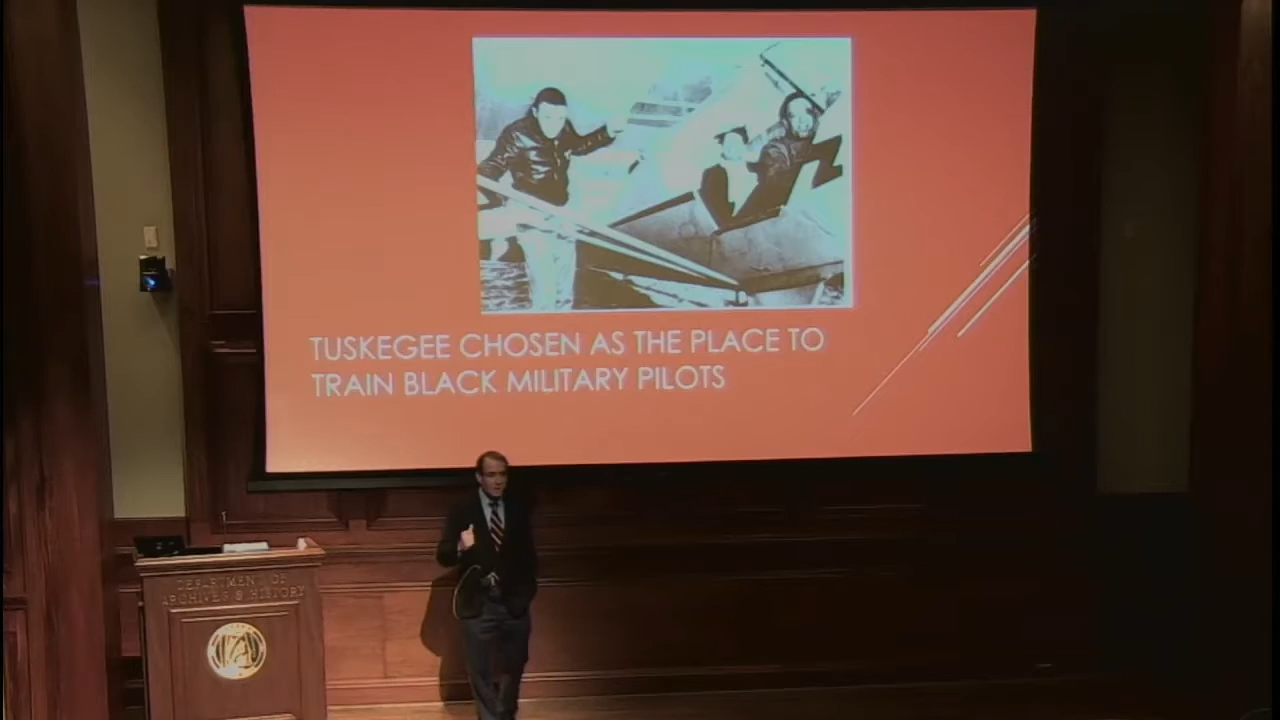 TUSKEGEE CHOSEN AS THE PLACE TO
TRAIN BLACK MILITARY PILOTS
DEPARTMENT OF
ARCHIVES & HISTORY